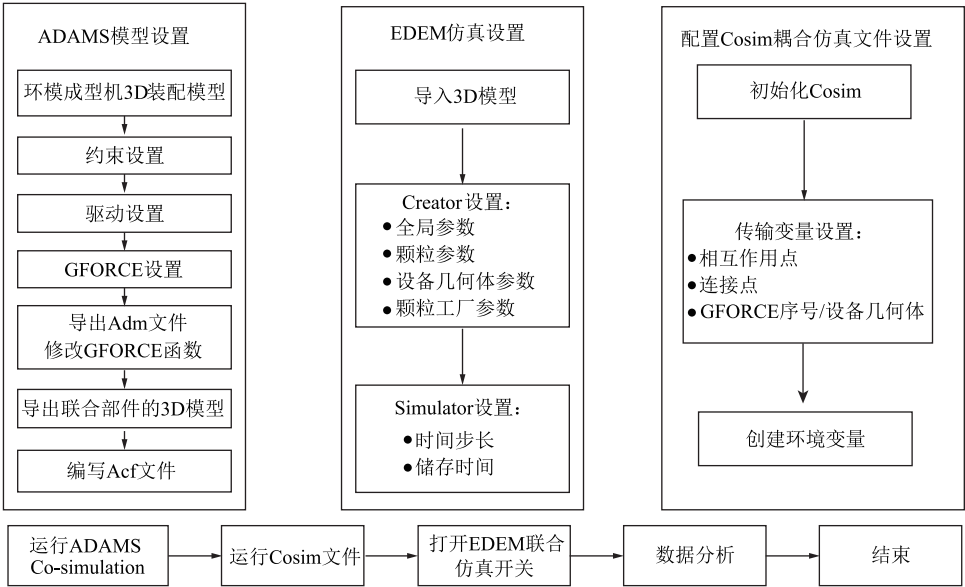 ADAMS模型设置
环模成型机3D装配模型
约束设置
驱动设置
GFORCE设置
导出Adm文件
修改GFORCE函数
导出联合部件的3D模型
编写Acf文件
EDEM仿真设置
导入3D模型
Creator设置：
●全局参数
●颗粒参数
●设备几何体参数
●颗粒工厂参数
Simulator设置：
●时间步长
●储存时间
配置Cosim耦合仿真文件设置
初始化Cosim
传输变量设置：
●相互作用点
●连接点
●GFORCE序号/设备几何体
创建环境变量
运行ADAMS
Co-simulation
运行Cosim文件
打开EDEM联合
仿真开关
数据分析
结束